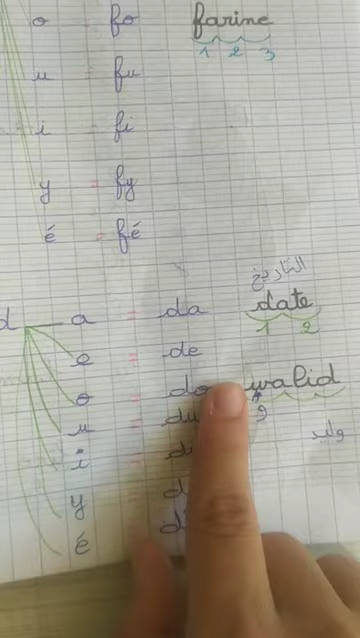 o fo farine
1 2 3
u = fu
i = fi
y = fy
é = fé
التاريخ
d a = da date
1 2
e = de
o = do walid
u = du و
i = وليد
y =
é =